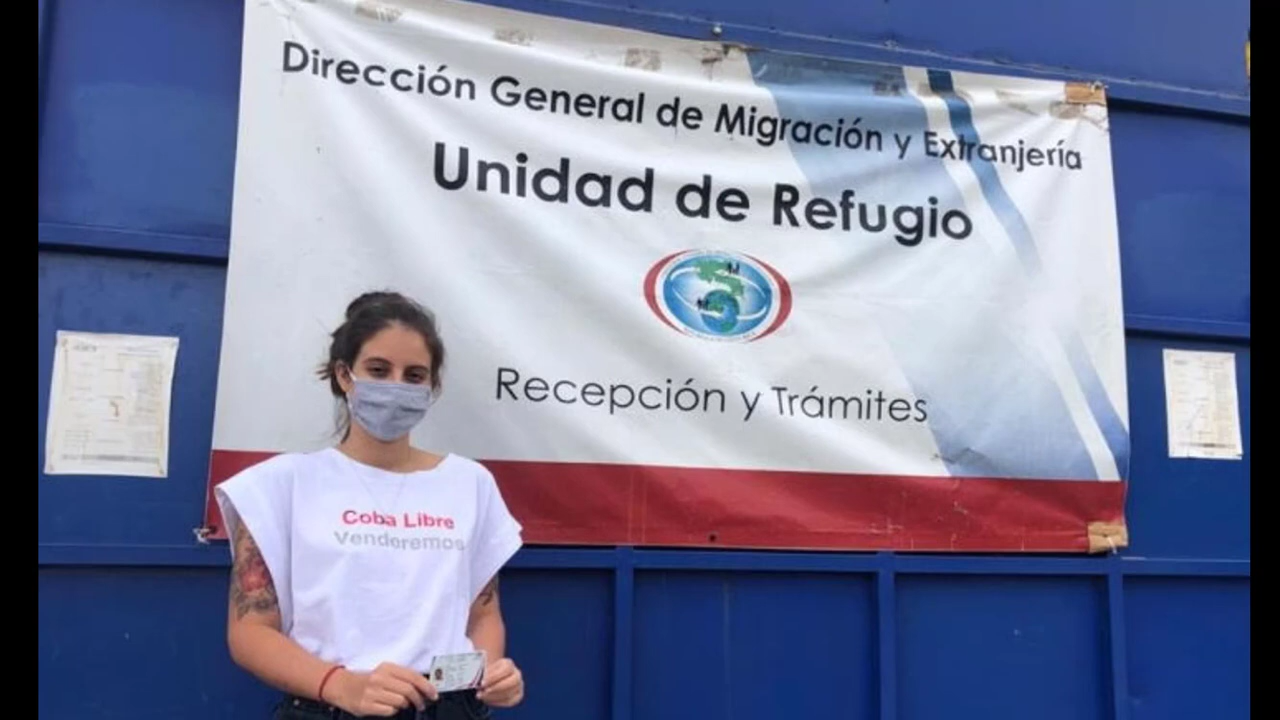 Dirección General de Migración y Extranjería
Unidad de Refugio
Recepción y Trámites
Coba Libre
Venderemos